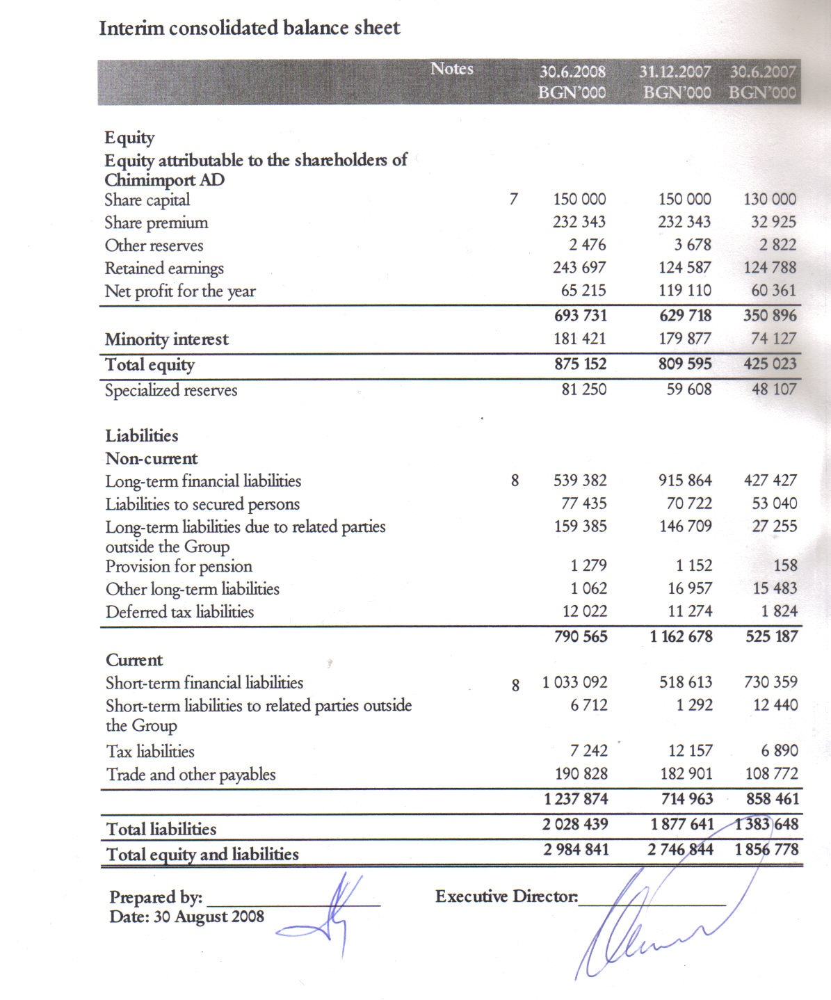 Interim consolidated balance sheet
Notes 30.6.2008 31.12.2007 30.6.2007
BGN'000 BGN'000 BGN'000
Equity
Equity attributable to the shareholders of
Chimimport AD
Share capital 7 150 000 150 000 130 000
Share premium 232 343 232 343 32 925
Other reserves 2 476 3 678 2 822
Retained earnings 243 697 124 587 124 788
Net profit for the year 65 215 119 110 60 361
693 731 629 718 350 896
Minority interest 181 421 179 877 74 127
Total equity 875 152 809 595 425 023
Specialized reserves 81 250 59 608 48 107
Liabilities
Non-current
Long-term financial liabilities 8 539 382 915 864 427 427
Liabilities to secured persons 77 435 70 722 53 040
Long-term liabilities due to related parties 159 385 146 709 27 255
outside the Group
Provision for pension 1 279 1 152 158
Other long-term liabilities 1 062 16 957 15 483
Deferred tax liabilities 12 022 11 274 1 824
790 565 1 162 678 525 187
Current
Short-term financial liabilities 8 1 033 092 518 613 730 359
Short-term liabilities to related parties outside 6 712 1 292 12 440
the Group
Tax liabilities 7 242 12 157 6 890
Trade and other payables 190 828 182 901 108 772
1 237 874 714 963 858 461
Total liabilities 2 028 439 1 877 641 1 383 648
Total equity and liabilities 2 984 841 2 746 844 1 856 778
Prepared by: Executive Director:
Date: 30 August 2008